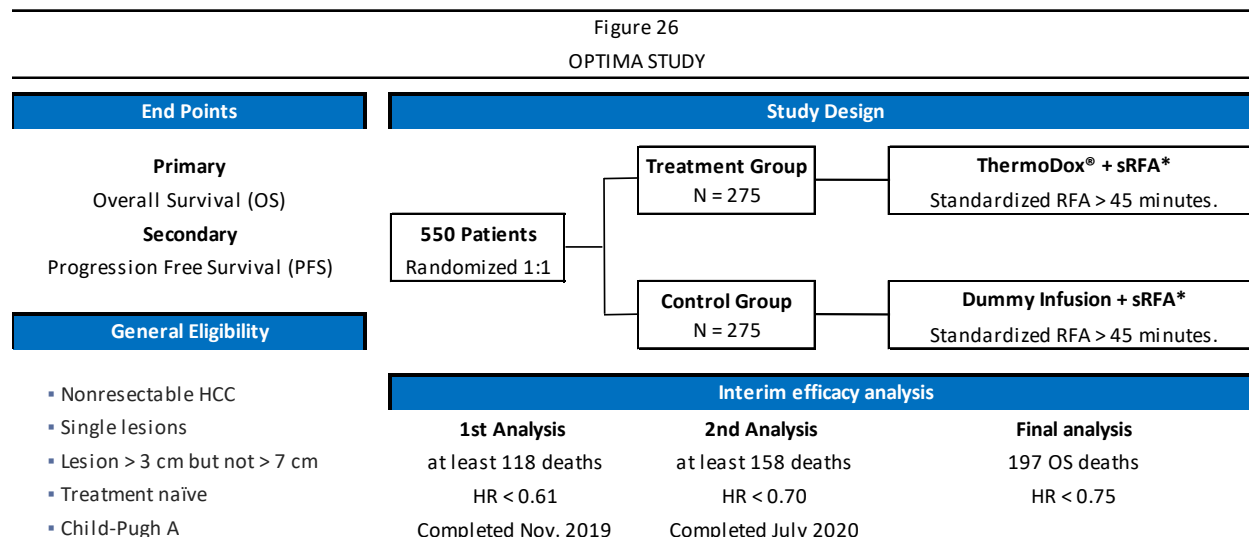 Figure 26
OPTIMA STUDY
End Points
Primary
Overall Survival (OS)
Secondary
Progression Free Survival (PFS)
General Eligibility
▪ Nonresectable HCC
▪ Single lesions
▪ Lesion > 3 cm but not > 7 cm
▪ Treatment naïve
▪ Child-Pugh A
Study Design
550 Patients
Randomized 1:1
Treatment Group
N = 275
ThermoDox® + sRFA*
Standardized RFA > 45 minutes.
Control Group
N = 275
Dummy Infusion + sRFA*
Standardized RFA > 45 minutes.
Interim efficacy analysis
1st Analysis
at least 118 deaths
HR < 0.61
Completed Nov. 2019
2nd Analysis
at least 158 deaths
HR < 0.70
Completed July 2020
Final analysis
197 OS deaths
HR < 0.75